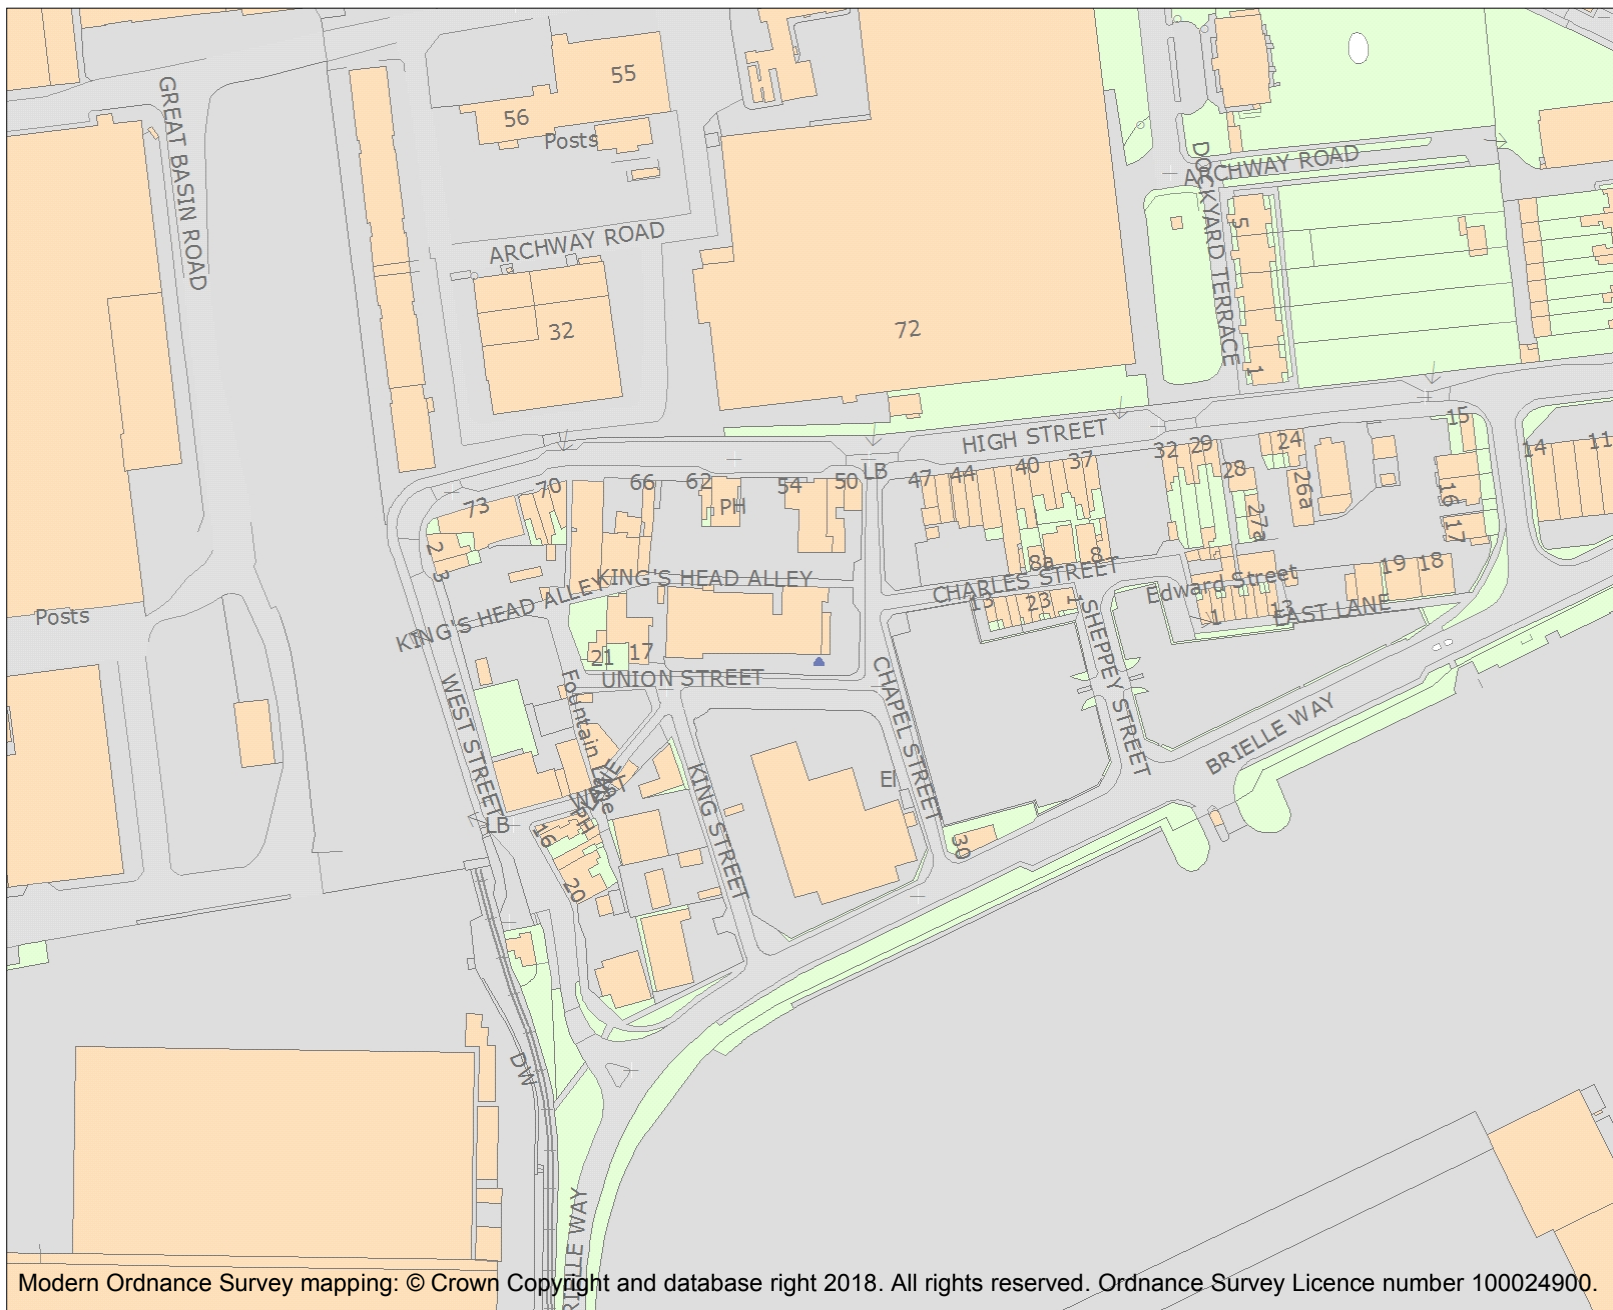 GREAT BASIN ROAD
55
56
Posts
ARCHWAY ROAD
32
72
ARCHWAY ROAD
DOCKYARD TERRACE
5
1
HIGH STREET
LB
73
70
66
62
PH
54
50
47
44
40
37
32
29
28
24
26a
27a
15
16
17
14
11
2
3
KING'S HEAD ALLEY
KING'S HEAD ALLEY
8a
8
CHARLES STREET
13
23
1
Edward Street
1
13
EAST LANE
19
18
Posts
21
17
UNION STREET
WEST STREET
Fountain Lane
WEST LANE
PH
LB
16
20
KING STREET
CHAPEL STREET
El
30
SHEPPEY STREET
BRIELLE WAY
DW
BRIELLE WAY
Modern Ordnance Survey mapping: © Crown Copyright and database right 2018. All rights reserved. Ordnance Survey Licence number 100024900.